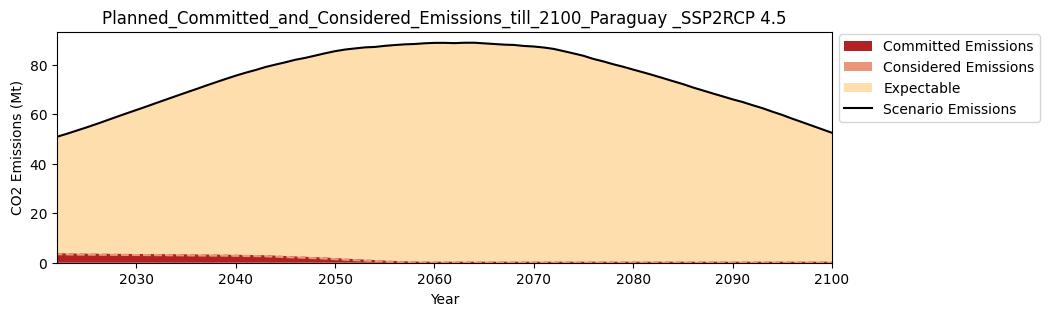 Planned_Committed_and_Considered_Emissions_till_2100_Paraguay _SSP2RCP 4.5
Committed Emissions
Considered Emissions
Expectable
Scenario Emissions
CO2 Emissions (Mt)
80
60
40
20
0
2030 2040 2050 2060 2070 2080 2090 2100
Year